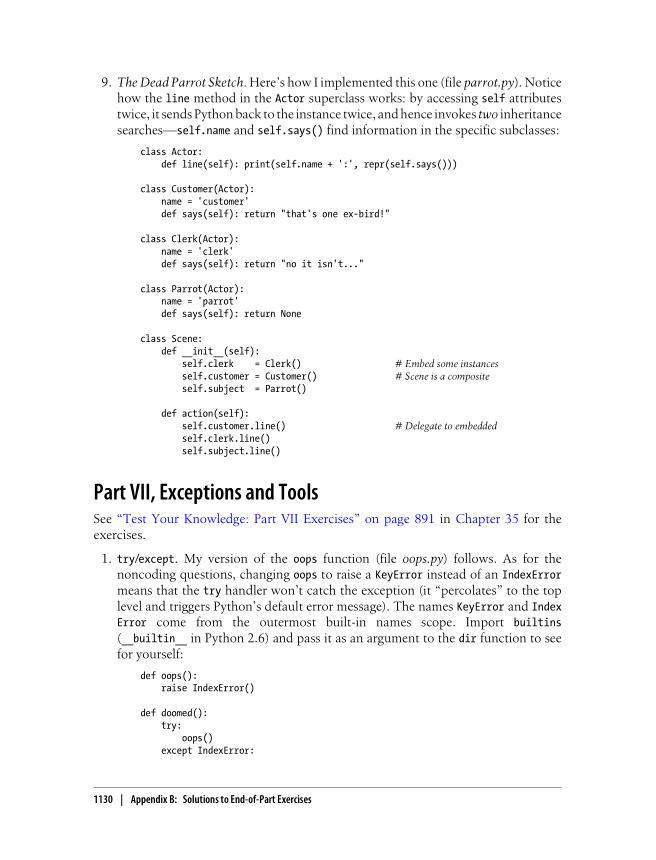 9. The Dead Parrot Sketch. Here's how I implemented this one (file parrot.py). Notice
how the line method in the Actor superclass works: by accessing self attributes
twice, it sends Python back to the instance twice, and hence invokes two inheritance
searches—self.name and self.says() find information in the specific subclasses:
class Actor:
    def line(self): print(self.name + ':', repr(self.says()))
class Customer(Actor):
    name = 'customer'
    def says(self): return "that's one ex-bird!"
class Clerk(Actor):
    name = 'clerk'
    def says(self): return "no it isn't..."
class Parrot(Actor):
    name = 'parrot'
    def says(self): return None
class Scene:
    def __init__(self):
        self.clerk    = Clerk()               # Embed some instances
        self.customer = Customer()            # Scene is a composite
        self.subject  = Parrot()
    def action(self):
        self.customer.line()                  # Delegate to embedded
        self.clerk.line()
        self.subject.line()
Part VII, Exceptions and Tools
See “Test Your Knowledge: Part VII Exercises” on page 891 in Chapter 35 for the
exercises.
1. try/except. My version of the oops function (file oops.py) follows. As for the
noncoding questions, changing oops to raise a KeyError instead of an IndexError
means that the try handler won't catch the exception (it “percolates” to the top
level and triggers Python's default error message). The names KeyError and Index
Error come from the outermost built-in names scope. Import builtins
(__builtin__ in Python 2.6) and pass it as an argument to the dir function to see
for yourself:
def oops():
    raise IndexError()
def doomed():
    try:
        oops()
    except IndexError:
1130 | Appendix B: Solutions to End-of-Part Exercises